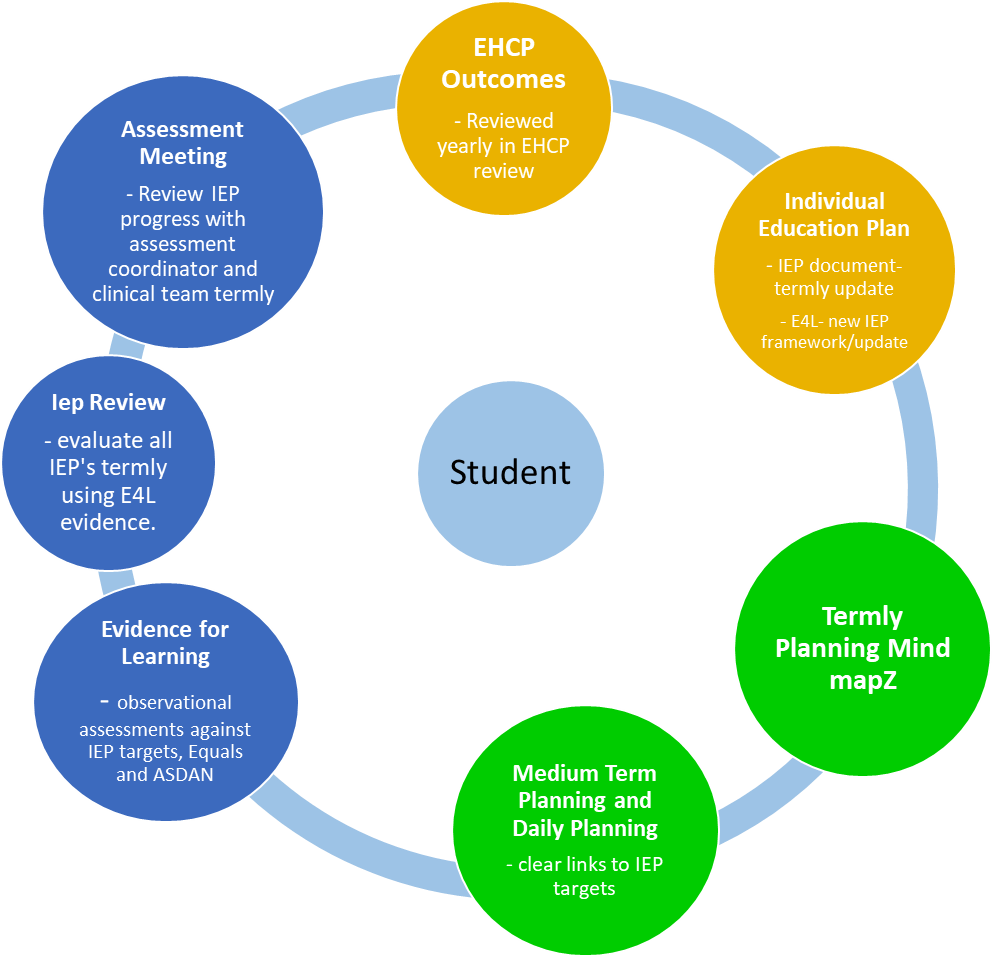 EHCP
Outcomes
- Reviewed
yearly in EHCP
review
Individual
Education Plan
- IEP document-
termly update
- E4L- new IEP
framework/update
Termly
Planning Mind
mapZ
Medium Term
Planning and
Daily Planning
- clear links to IEP
targets
Evidence for
Learning
- observational
assessments against
IEP targets, Equals
and ASDAN
Iep Review
- evaluate all
IEP's termly
using E4L
evidence.
Assessment
Meeting
- Review IEP
progress with
assessment
coordinator and
clinical team termly
Student